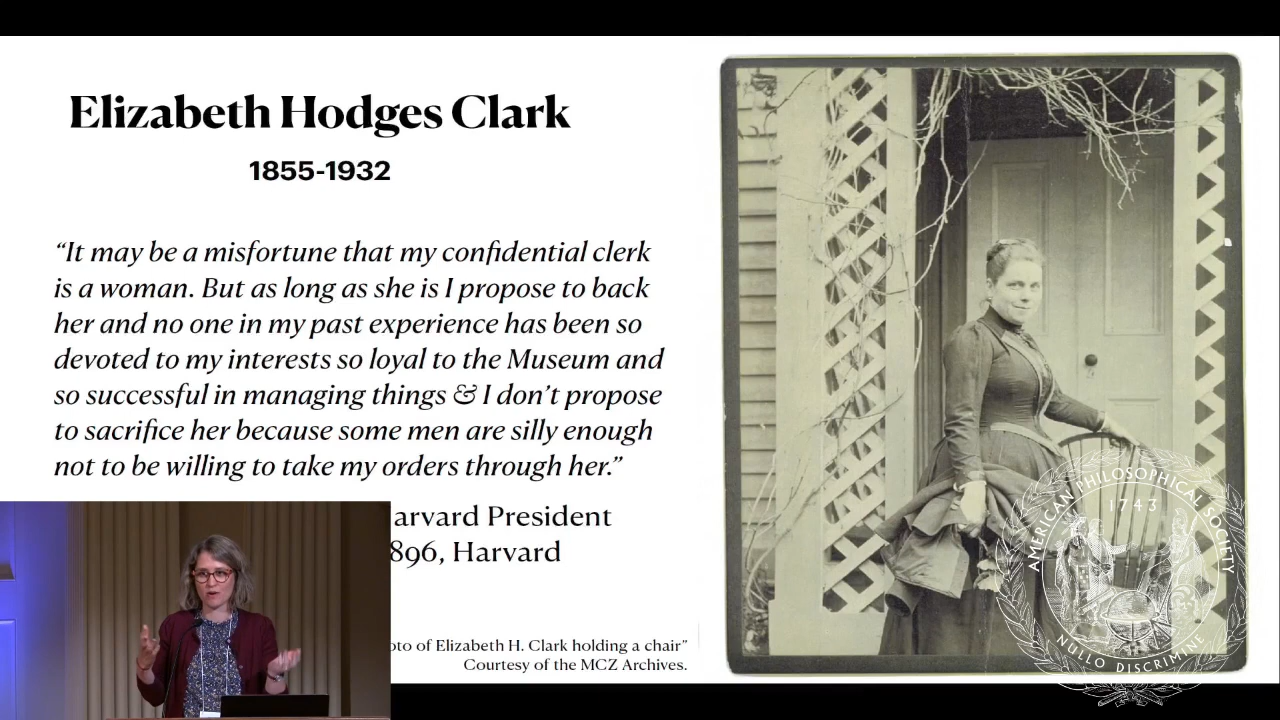 Elizabeth Hodges Clark
1855-1932
“It may be a misfortune that my confidential clerk
is a woman. But as long as she is I propose to back
her and no one in my past experience has been so
devoted to my interests so loyal to the Museum and
so successful in managing things & I don’t propose
to sacrifice her because some men are silly enough
not to be willing to take my orders through her.”
arvard President
896, Harvard
oto of Elizabeth H. Clark holding a chair”
Courtesy of the MCZ Archives.
AMERICAN PHILOSOPHICAL SOCIETY
1743
NULLO DISCRIMINE